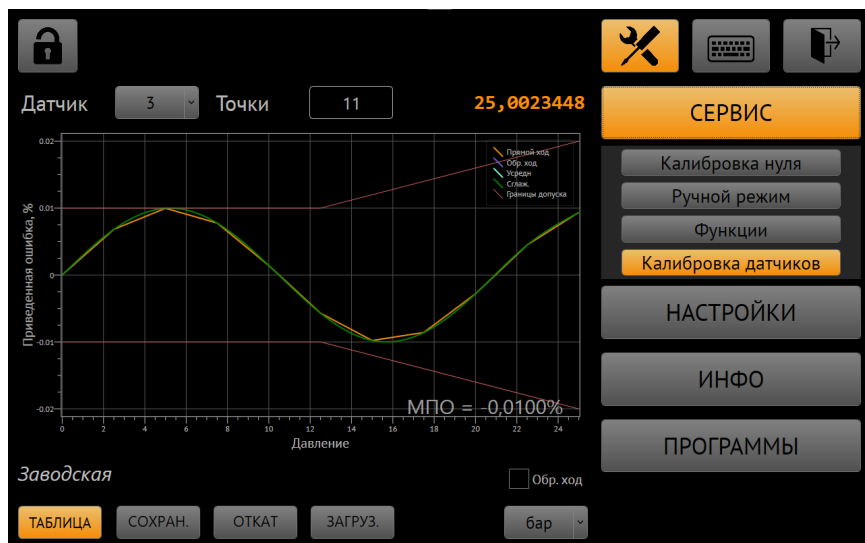 Датчик 3 Точки 11 25,0023448
СЕРВИС
Калибровка нуля
Ручной режим
Функции
Калибровка датчиков
НАСТРОЙКИ
ИНФО
ПРОГРАММЫ
Приведенная ошибка, %
0.02
0.01
0
-0.01
-0.02
Прямой ход
Обр. ход
Усредн
Сглаж.
Границы допуска
МПО = -0,0100%
0 2 4 6 8 10 12 14 16 18 20 22 24
Давление
Заводская
Обр. ход
ТАБЛИЦА СОХРАН. ОТКАТ ЗАГРУЗ. бар